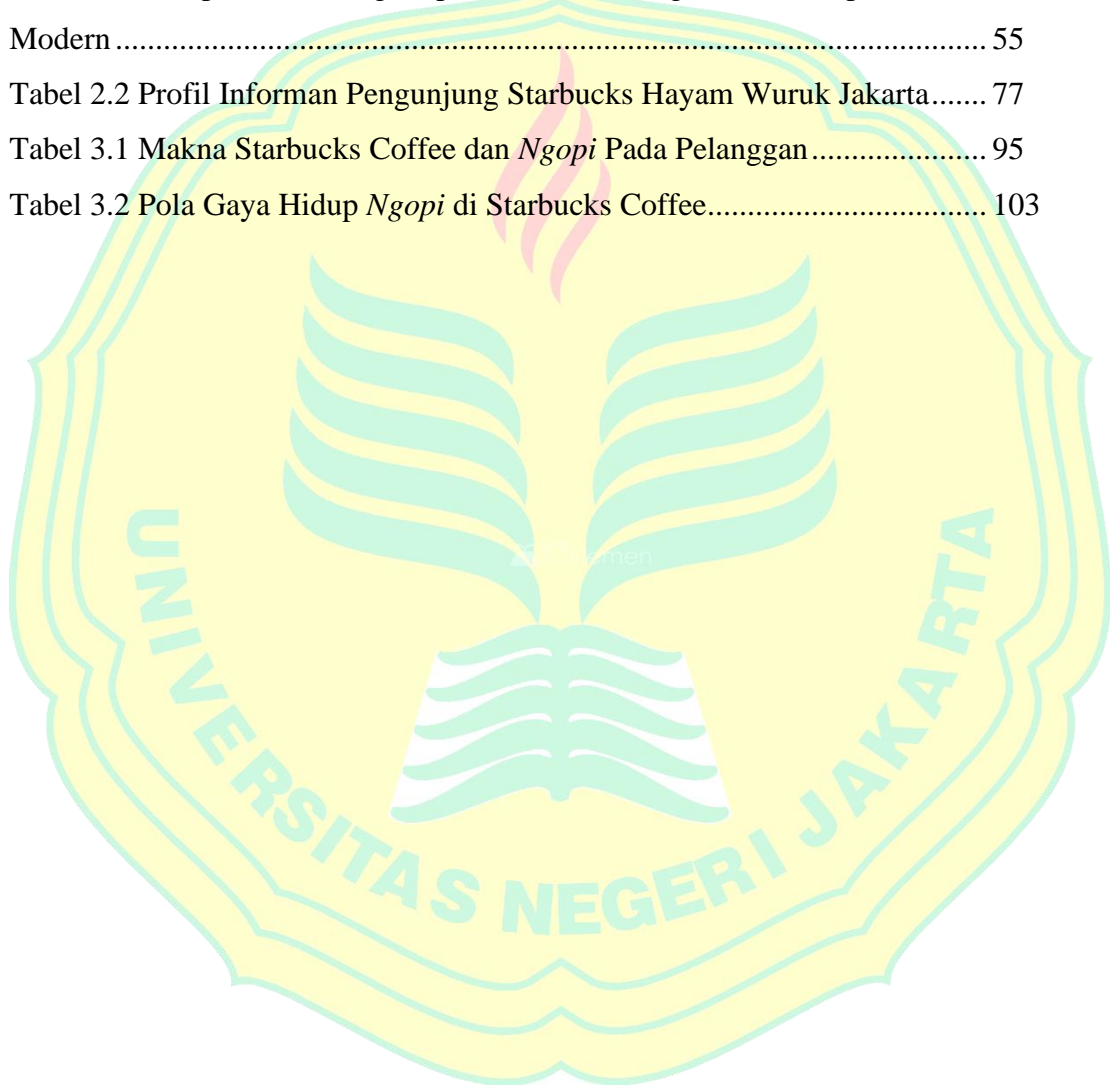 Modern ........................................................................................................................ 55
Tabel 2.2 Profil Informan Pengunjung Starbucks Hayam Wuruk Jakarta....... 77
Tabel 3.1 Makna Starbucks Coffee dan Ngopi Pada Pelanggan...................... 95
Tabel 3.2 Pola Gaya Hidup Ngopi di Starbucks Coffee.................................. 103
UNIVERSITAS NEGERI JAKARTA